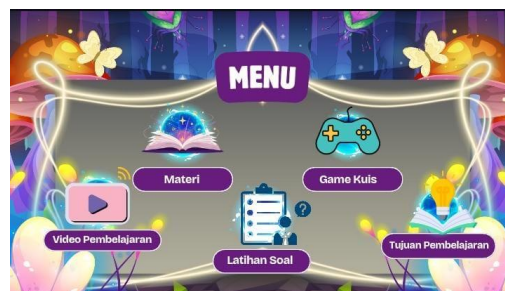 MENU
Materi
Game Kuis
Video Pembelajaran
Latihan Soal
Tujuan Pembelajaran
?